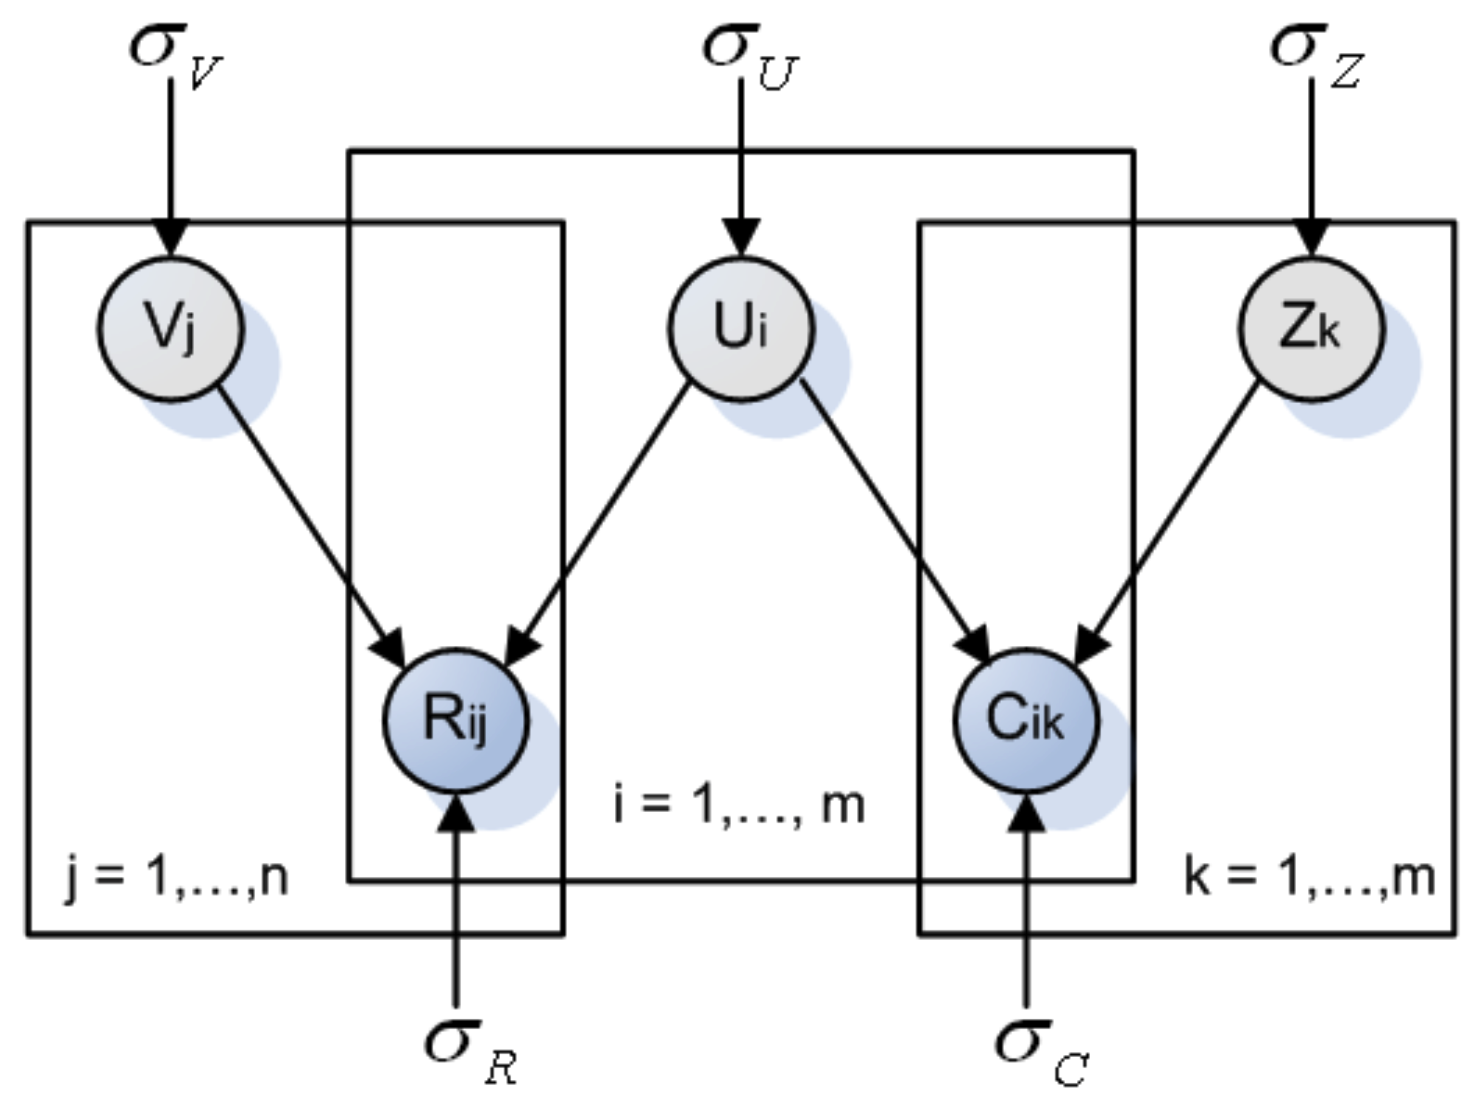 σV σU σZ
Vj Ui Zk
Rij Cik
i = 1,..., m
j = 1,...,n k = 1,...,m
σR σC